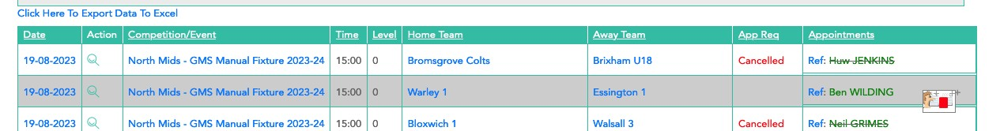 Click Here To Export Data To Excel
Date Action Competition/Event Time Level Home Team Away Team App Req Appointments
19-08-2023 North Mids - GMS Manual Fixture 2023-24 15:00 0 Bromsgrove Colts Brixham U18 Cancelled Ref: Huw JENKINS
19-08-2023 North Mids - GMS Manual Fixture 2023-24 15:00 0 Warley 1 Essington 1 Ref: Ben WILDING
19-08-2023 North Mids - GMS Manual Fixture 2023-24 15:00 0 Bloxwich 1 Walsall 3 Cancelled Ref: Neil GRIMES